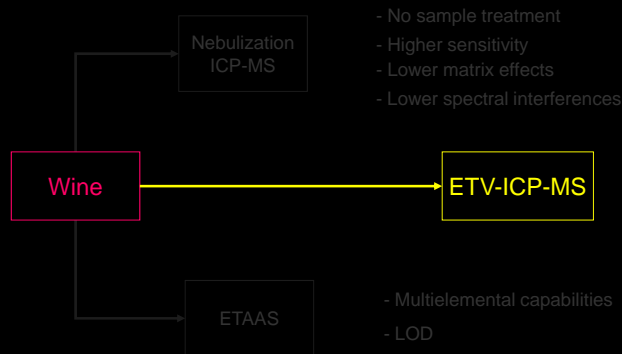 Nebulization
ICP-MS
- No sample treatment
- Higher sensitivity
- Lower matrix effects
- Lower spectral interferences
Wine
ETV-ICP-MS
ETAAS
- Multielemental capabilities
- LOD